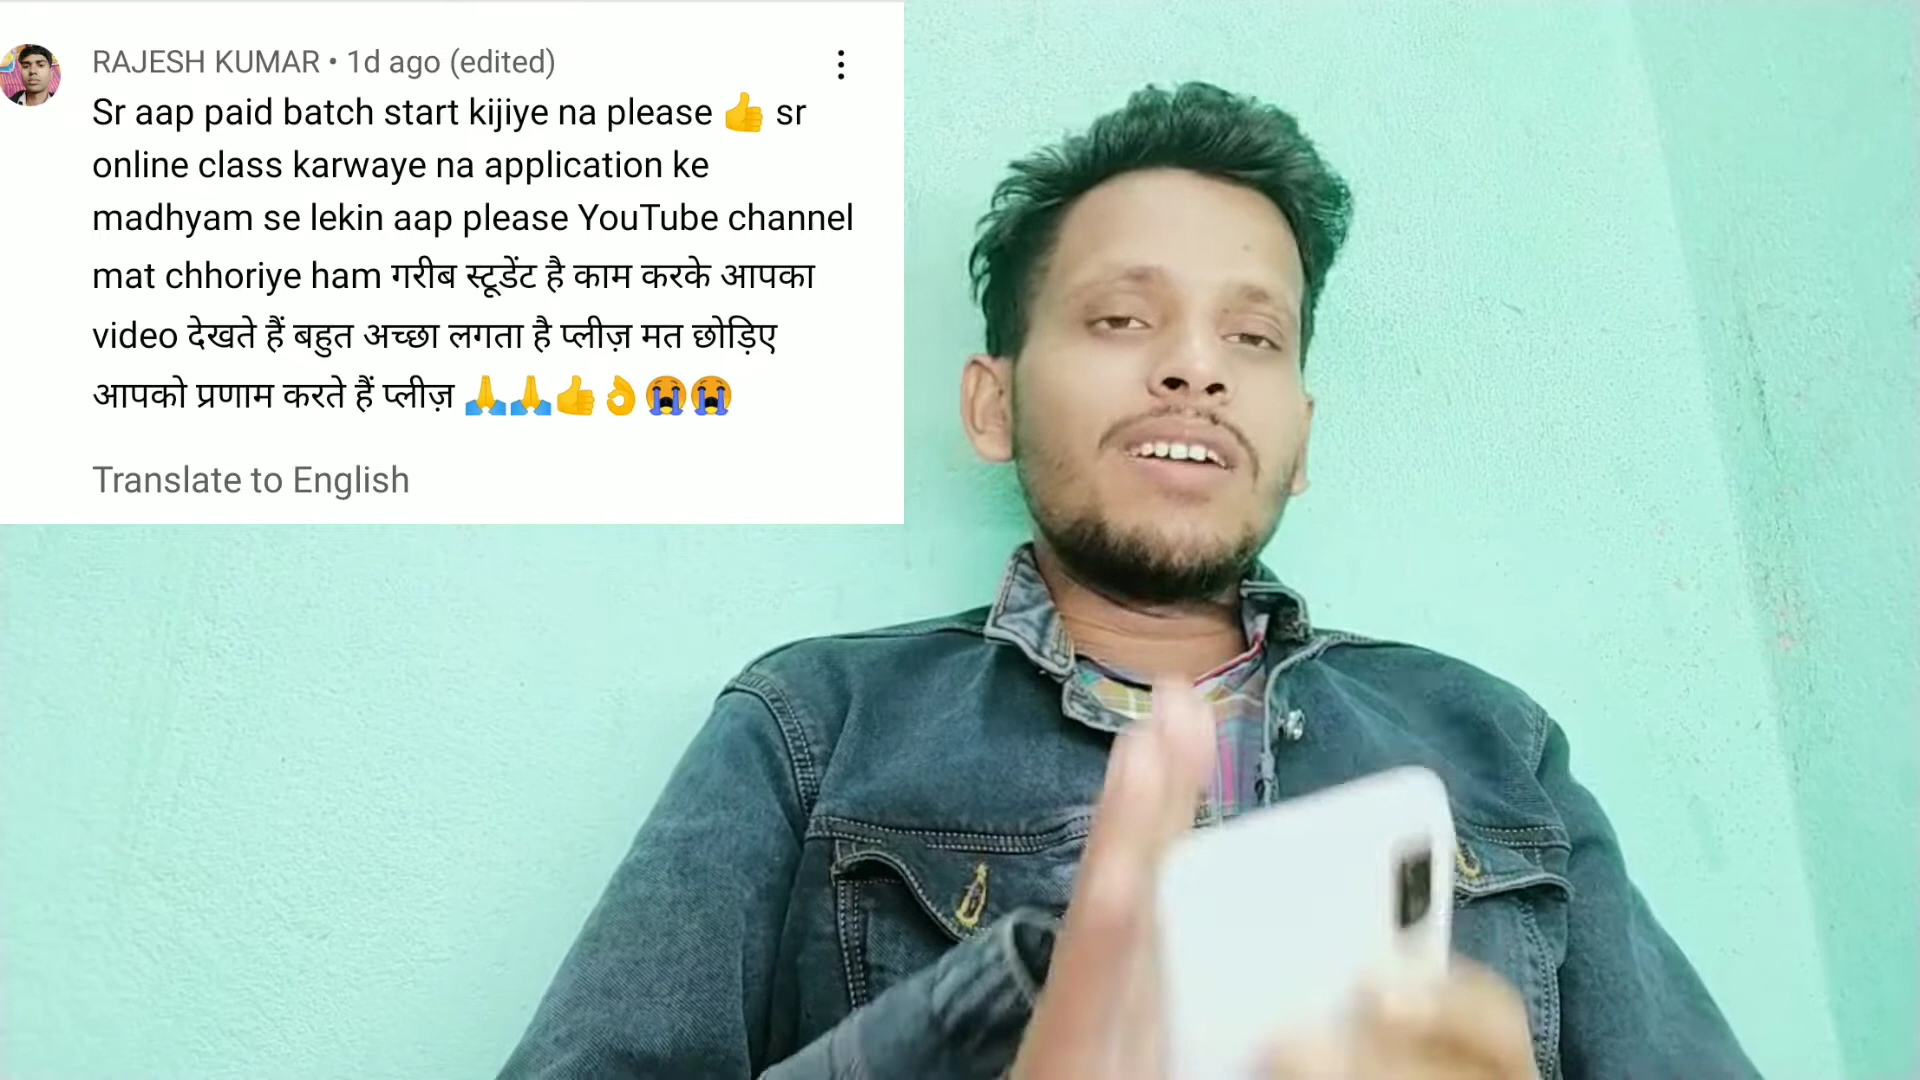 RAJESH KUMAR • 1d ago (edited)
Sr aap paid batch start kijiye na please 👍 sr
online class karwaye na application ke
madhyam se lekin aap please YouTube channel
mat chhoriye ham गरीब स्टूडेंट है काम करके आपका
video देखते हैं बहुत अच्छा लगता है प्लीज़ मत छोड़िए
आपको प्रणाम करते हैं प्लीज़ 🙏🙏👍👌😭😭
Translate to English